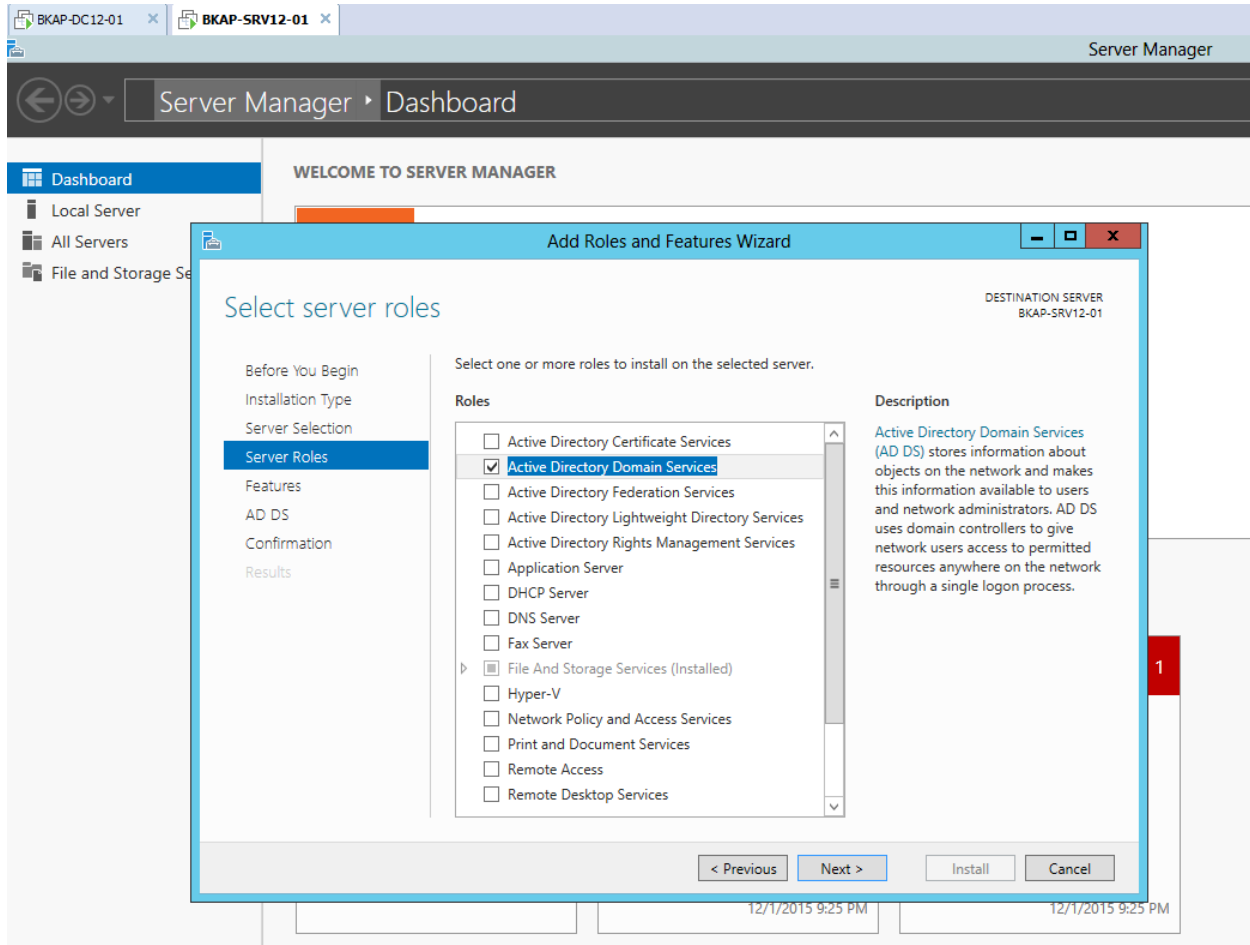 BKAP-DC12-01
BKAP-SRV12-01
Server Manager
Server Manager Dashboard
Dashboard
Local Server
All Servers
File and Storage Se
WELCOME TO SERVER MANAGER
Add Roles and Features Wizard
Select server roles
DESTINATION SERVER
BKAP-SRV12-01
Before You Begin
Installation Type
Server Selection
Server Roles
Features
AD DS
Confirmation
Results
Select one or more roles to install on the selected server.
Roles
Active Directory Certificate Services
Active Directory Domain Services
Active Directory Federation Services
Active Directory Lightweight Directory Services
Active Directory Rights Management Services
Application Server
DHCP Server
DNS Server
Fax Server
File And Storage Services (Installed)
Hyper-V
Network Policy and Access Services
Print and Document Services
Remote Access
Remote Desktop Services
Description
Active Directory Domain Services
(AD DS) stores information about
objects on the network and makes
this information available to users
and network administrators. AD DS
uses domain controllers to give
network users access to permitted
resources anywhere on the network
through a single logon process.
1
< Previous
Next >
Install
Cancel
12/1/2015 9:25 PM
12/1/2015 9:25 PM